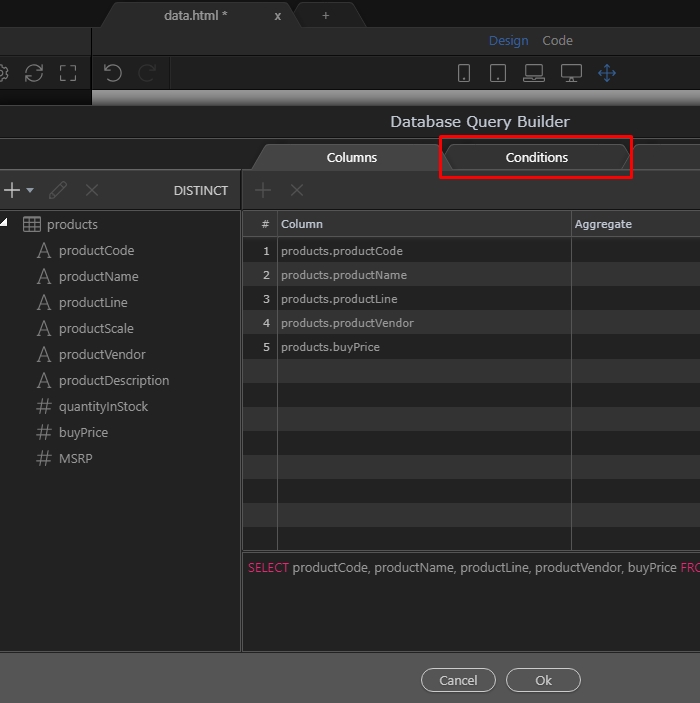 data.html * x +
Design Code
Database Query Builder
Columns Conditions
DISTINCT
products
productCode
productName
productLine
productScale
productVendor
productDescription
quantityInStock
buyPrice
MSRP
# Column Aggregate
1 products.productCode
2 products.productName
3 products.productLine
4 products.productVendor
5 products.buyPrice
SELECT productCode, productName, productLine, productVendor, buyPrice FRO
Cancel Ok